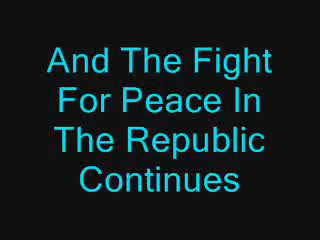 And The Fight
For Peace In
The Republic
Continues